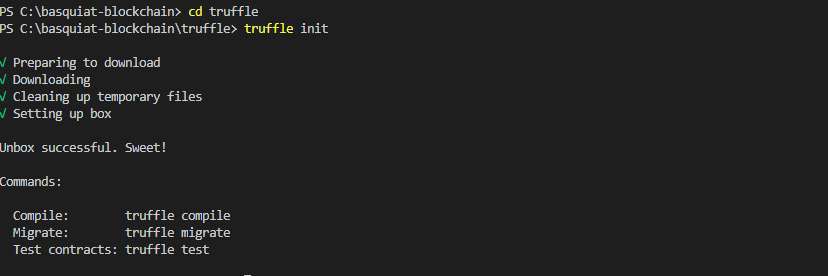 PS C:\basquiat-blockchain> cd truffle
PS C:\basquiat-blockchain\truffle> truffle init
√ Preparing to download
√ Downloading
√ Cleaning up temporary files
√ Setting up box
Unbox successful. Sweet!
Commands:
Compile: truffle compile
Migrate: truffle migrate
Test contracts: truffle test